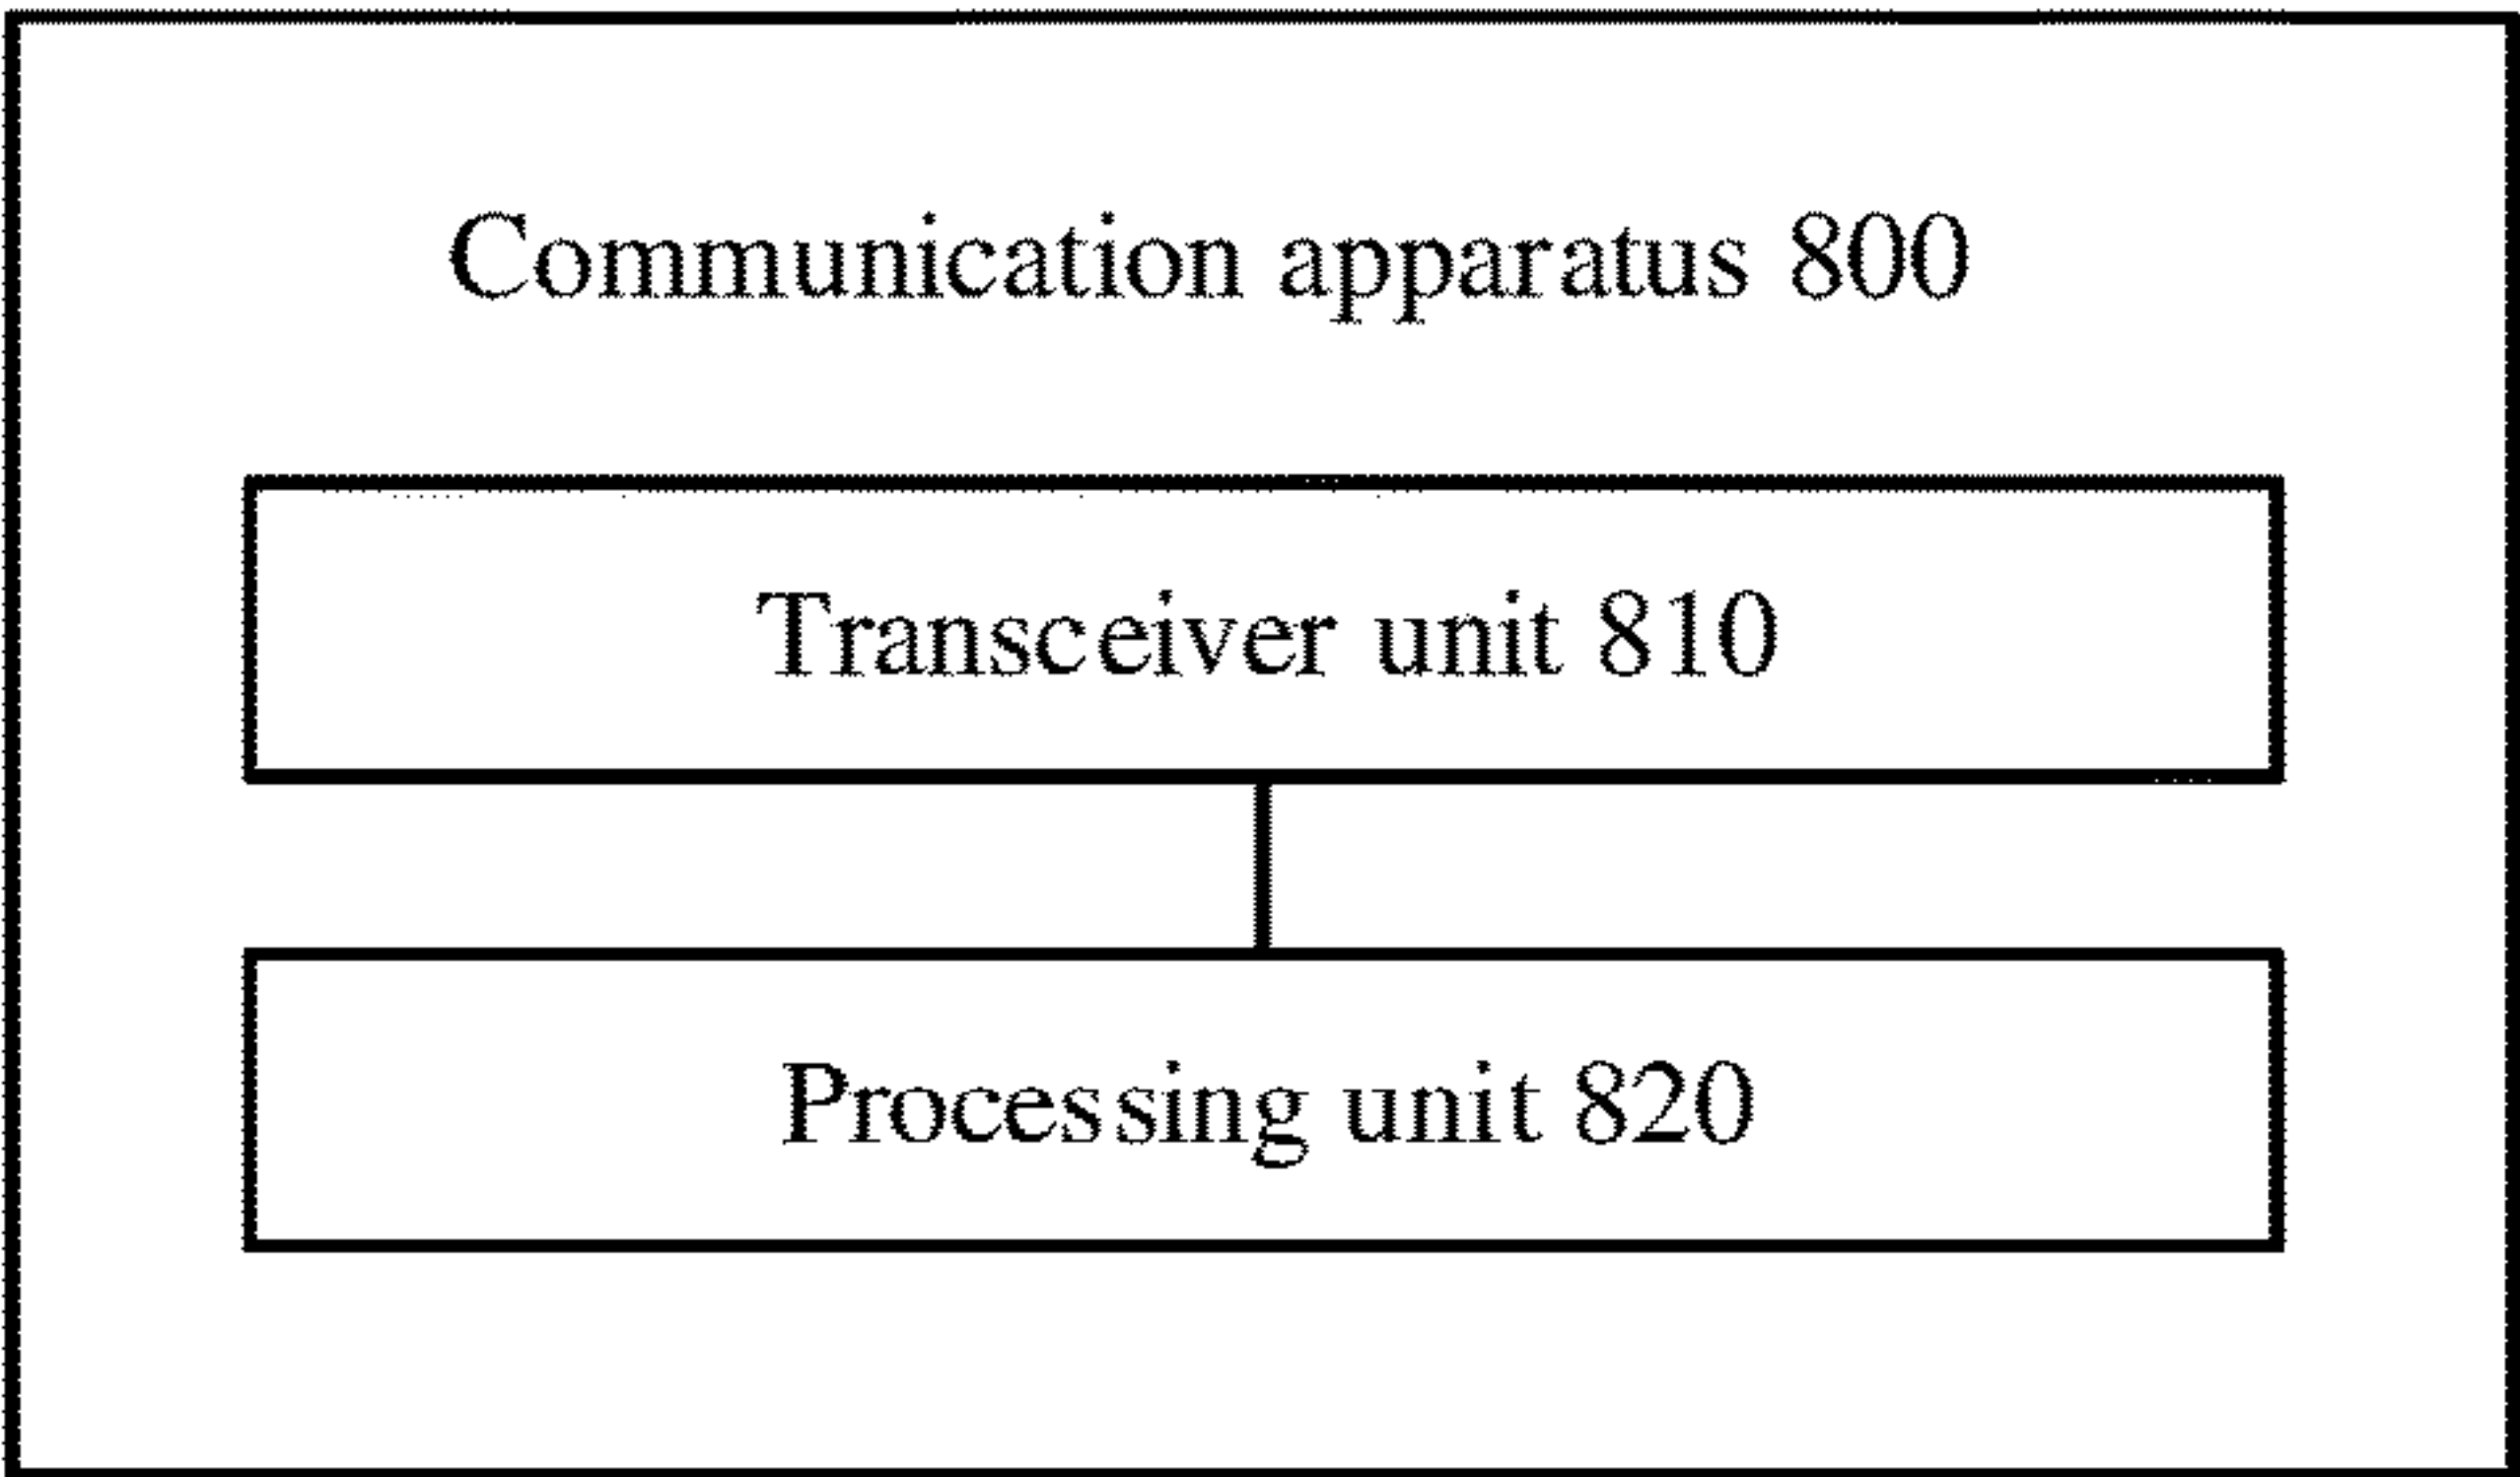 Communication apparatus 800
Transceiver unit 810
Processing unit 820